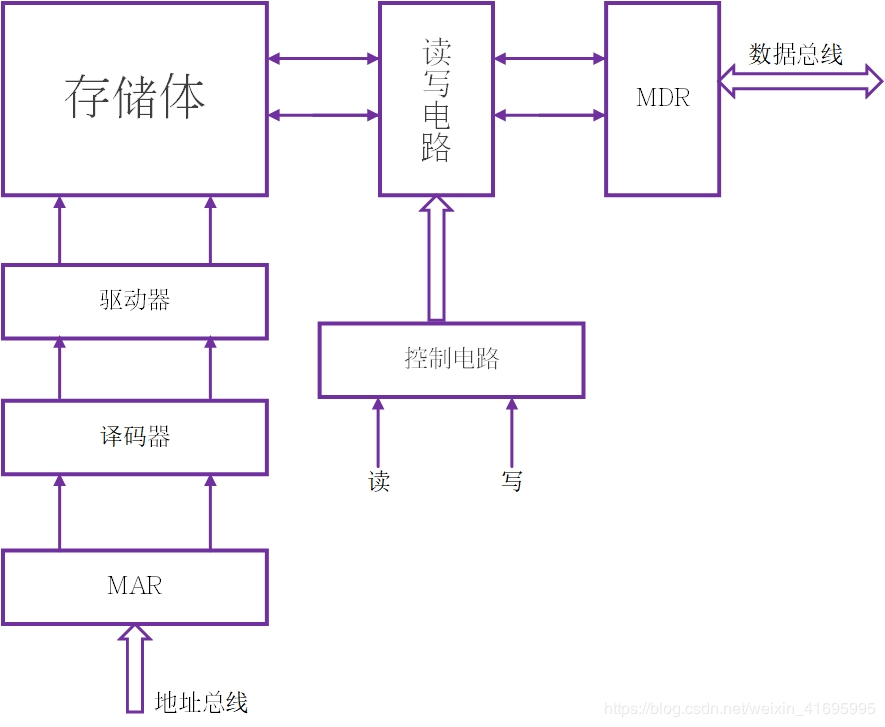 存储体
读写电路
MDR
数据总线
驱动器
控制电路
译码器
读
写
MAR
地址总线
https://blog.csdn.net/weixin_41695995